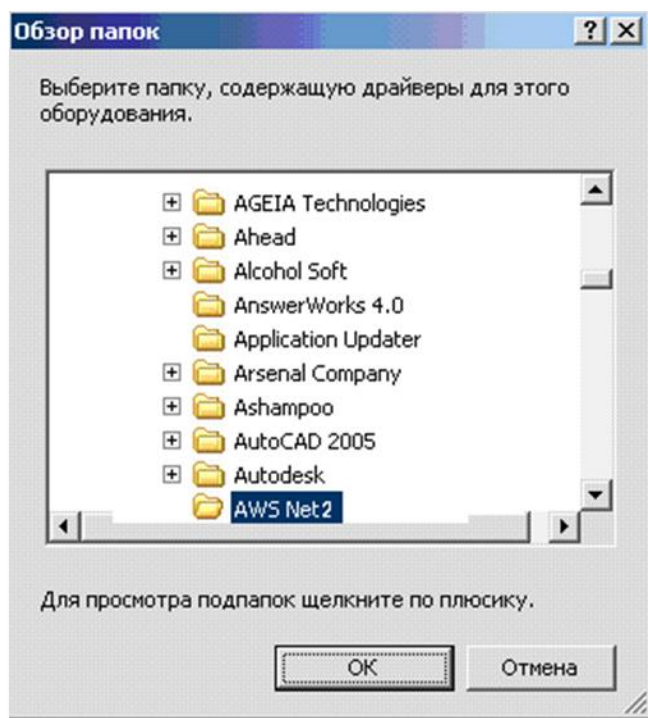 Обзор папок
Выберите папку, содержащую драйверы для этого
оборудования.
AGEIA Technologies
Ahead
Alcohol Soft
AnswerWorks 4.0
Application Updater
Arsenal Company
Ashampoo
AutoCAD 2005
Autodesk
AWS Net2
Для просмотра подпапок щелкните по плюсику.
ОК Отмена